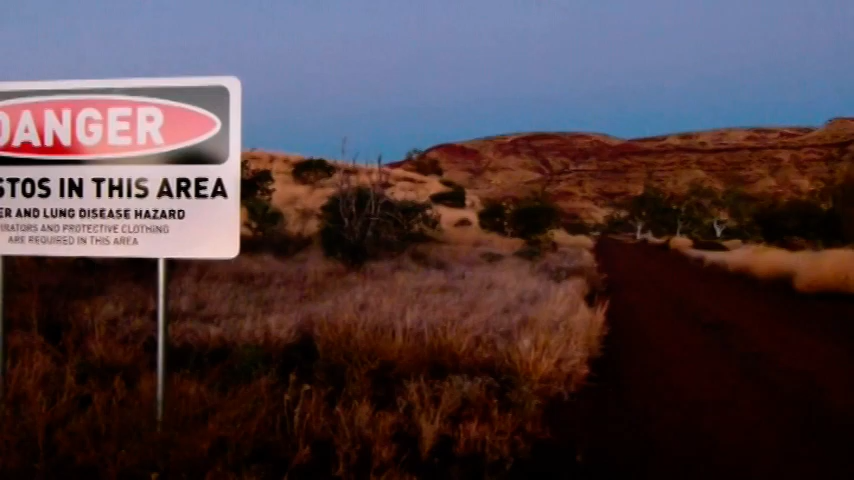 DANGER
STOS IN THIS AREA
ER AND LUNG DISEASE HAZARD
IRATORS AND PROTECTIVE CLOTHING
ARE REQUIRED IN THIS AREA